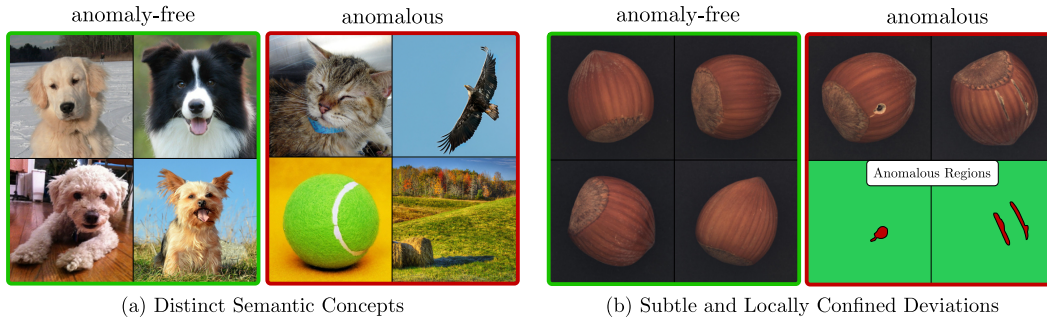 anomaly-free
anomalous
anomaly-free
anomalous
Anomalous Regions
(a) Distinct Semantic Concepts
(b) Subtle and Locally Confined Deviations